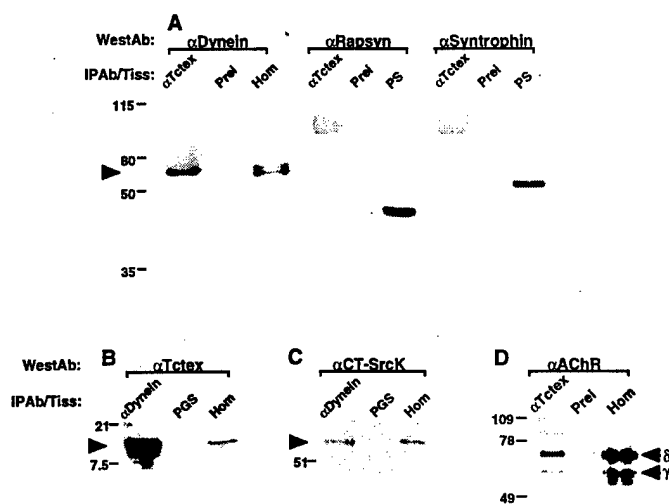 A
WestAb: αDynein αRapsyn αSyntrophin
IPAb/Tiss: αTctex PreI Hom αTctex PreI PS αTctex PreI PS
115
80
50
35
B C D
WestAb: αTctex αCT-SrcK αAChR
IPAb/Tiss: αDynein PGS Hom αDynein PGS Hom αTctex PreI Hom
21
7.5
51
109
78
δ
γ
49